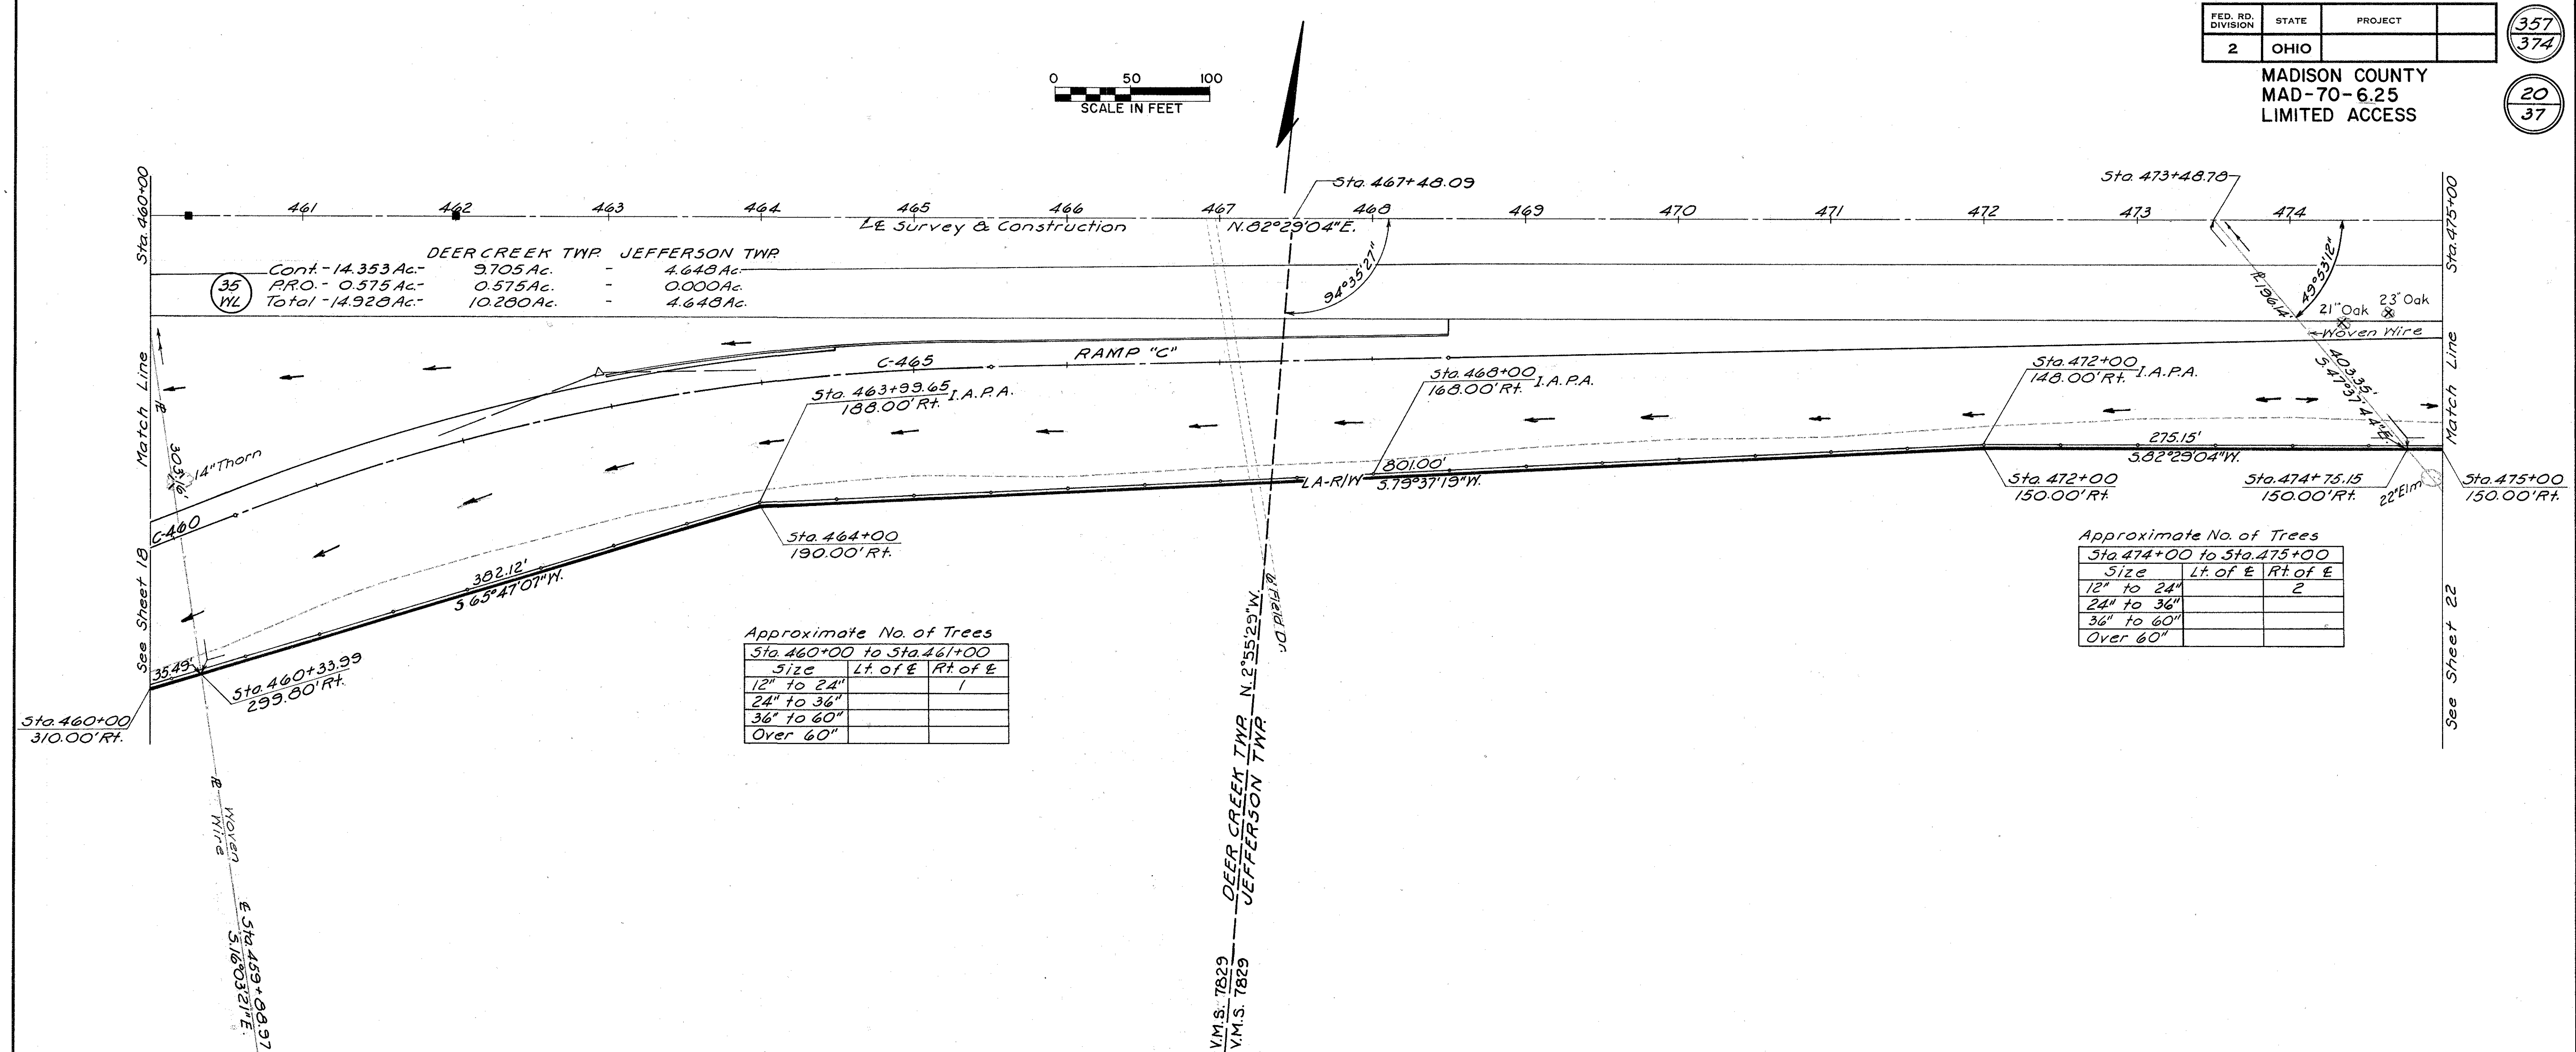 FED. RD. DIVISION STATE PROJECT
2 OHIO
357
374
MADISON COUNTY
MAD-70-6.25
LIMITED ACCESS
20
37
0 50 100
SCALE IN FEET
Sta. 460+00
461 462 463 464 465 466 467 468 469 470 471 472 473 474
Sta. 467+48.09
Sta. 473+48.78
Sta. 475+00
℄ Survey & Construction
N.82°29'04"E.
DEER CREEK TWP. JEFFERSON TWP.
Cont.-14.353 Ac.- 9.705 Ac. - 4.648 Ac.
P.R.O.- 0.575 Ac.- 0.575 Ac. - 0.000 Ac.
Total-14.928 Ac.- 10.280 Ac. - 4.648 Ac.
35
WL
94°35'27"
49°53'12"
196.14'
21" Oak
23" Oak
Woven Wire
403.35'
S.47°37'44"E.
RAMP "C"
C-465
C-460
Match Line
See Sheet 18
303.16'
14" Thorn
Sta. 463+99.65
188.00' Rt. I.A.P.A.
Sta. 468+00
168.00' Rt. I.A.P.A.
Sta. 472+00
148.00' Rt. I.A.P.A.
Match Line
See Sheet 22
801.00'
LA-R/W
S.79°37'19"W.
275.15'
S.82°29'04"W.
Sta. 472+00
150.00' Rt.
Sta. 474+75.15
150.00' Rt.
22" Elm
Sta. 475+00
150.00' Rt.
Sta. 464+00
190.00' Rt.
382.12'
S 65°47'07"W.
35.49'
Sta. 460+33.99
299.80' Rt.
Sta. 460+00
310.00' Rt.
Approximate No. of Trees
Sta. 460+00 to Sta. 461+00
Size Lt. of ℄ Rt. of ℄
12" to 24" 1
24" to 36"
36" to 60"
Over 60"
Approximate No. of Trees
Sta. 474+00 to Sta. 475+00
Size Lt. of ℄ Rt. of ℄
12" to 24" 2
24" to 36"
36" to 60"
Over 60"
Field Dr.
N. 2°55'29"W.
DEER CREEK TWP.
JEFFERSON TWP.
V.M.S. 7829
V.M.S. 7829
Woven
Wire
℄ Sta. 459+88.97
S.16°03'21"E.